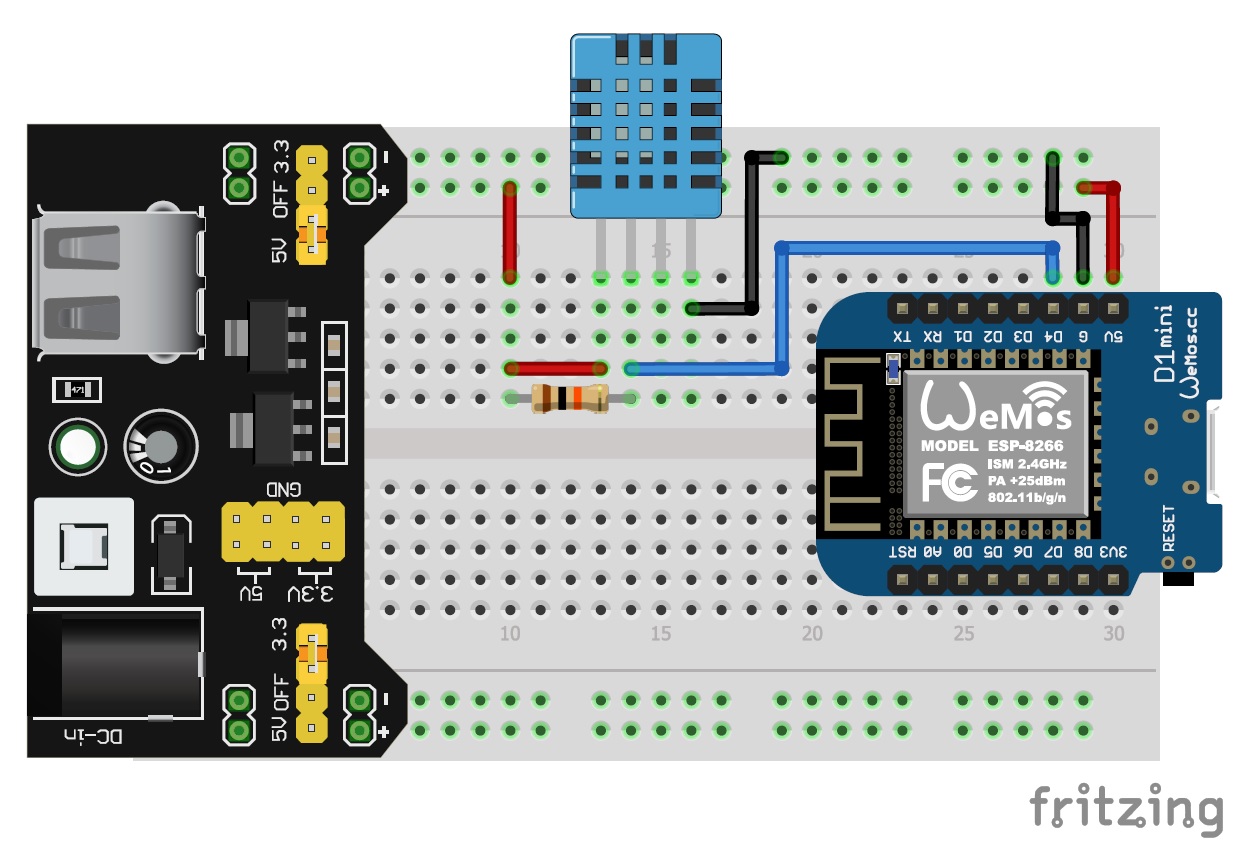 3.3
OFF
5V
-
+
10
15
20
25
30
471
0 1
GND
5V
3.3V
3.3
OFF
5V
-
+
DC-in
TX RX D1 D2 D3 D4 G 5V
D1 mini
WeMos.cc
WeMos
MODEL ESP-8266
FC
ISM 2.4GHz
PA +25dBm
802.11b/g/n
RST A0 D0 D5 D6 D7 D8 3V3
RESET
10 15 20 25 30
fritzing